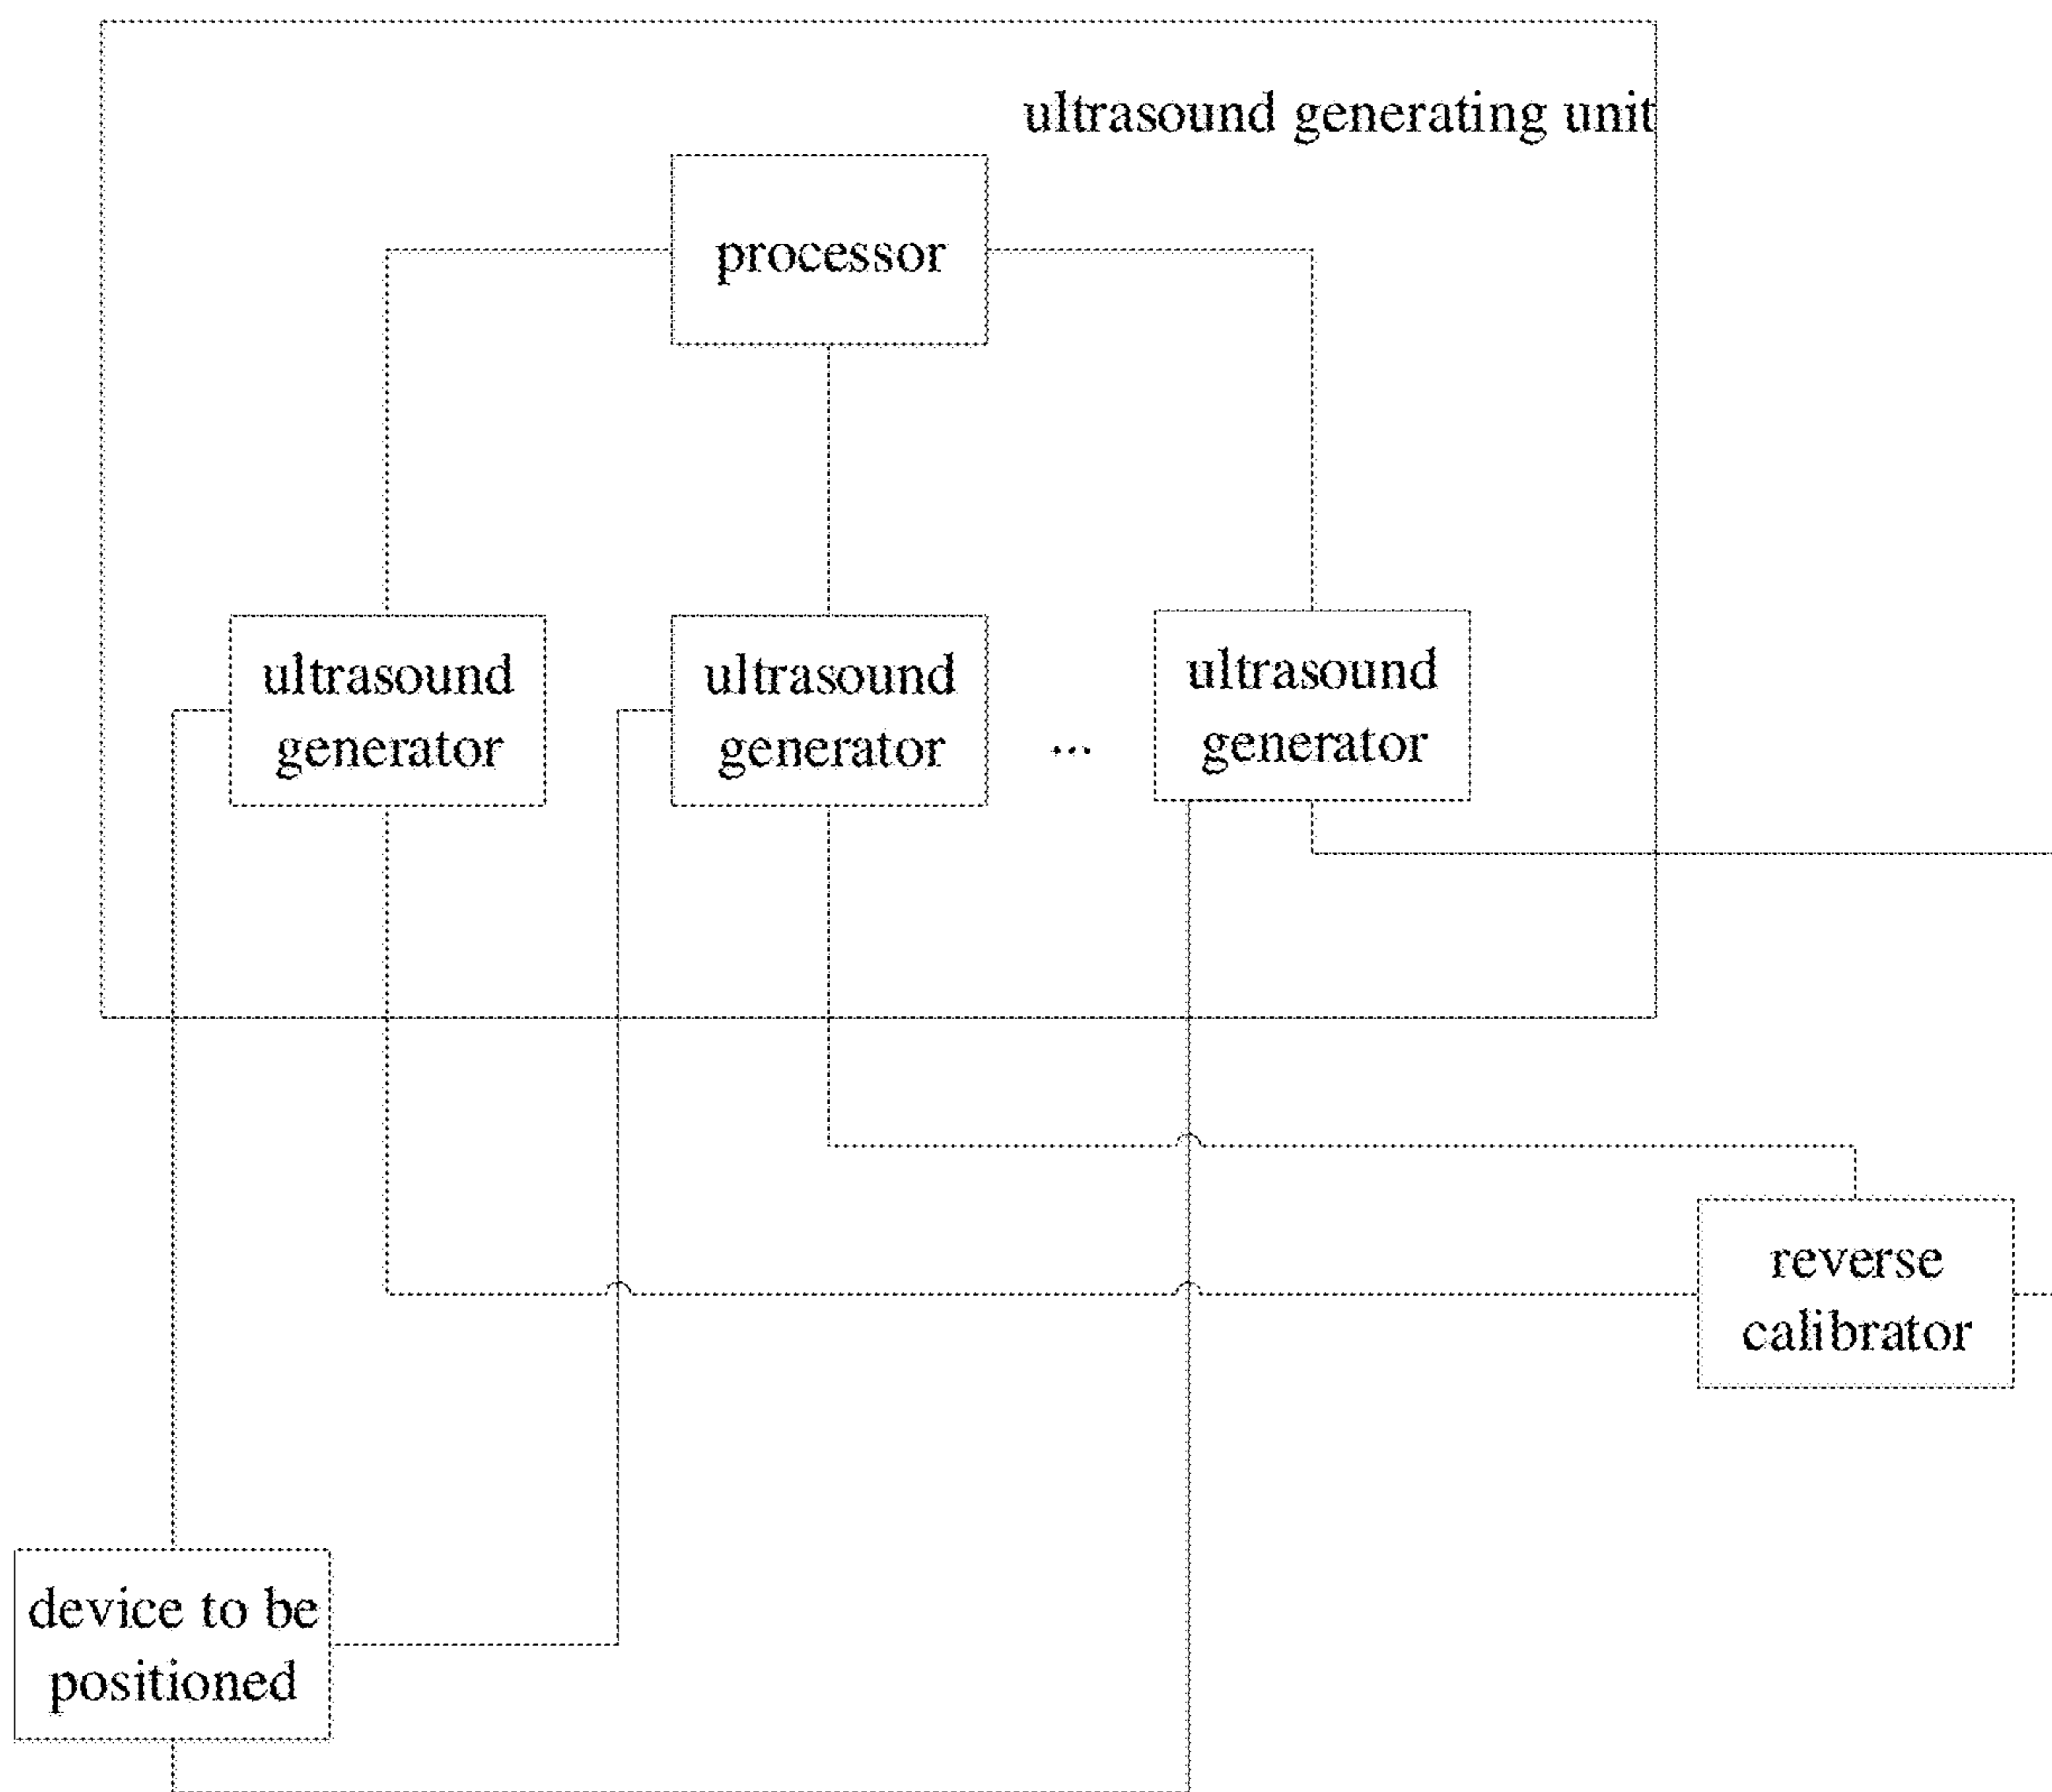 ultrasound generating unit
processor
ultrasound
generator
ultrasound
generator
...
ultrasound
generator
reverse
calibrator
device to be
positioned